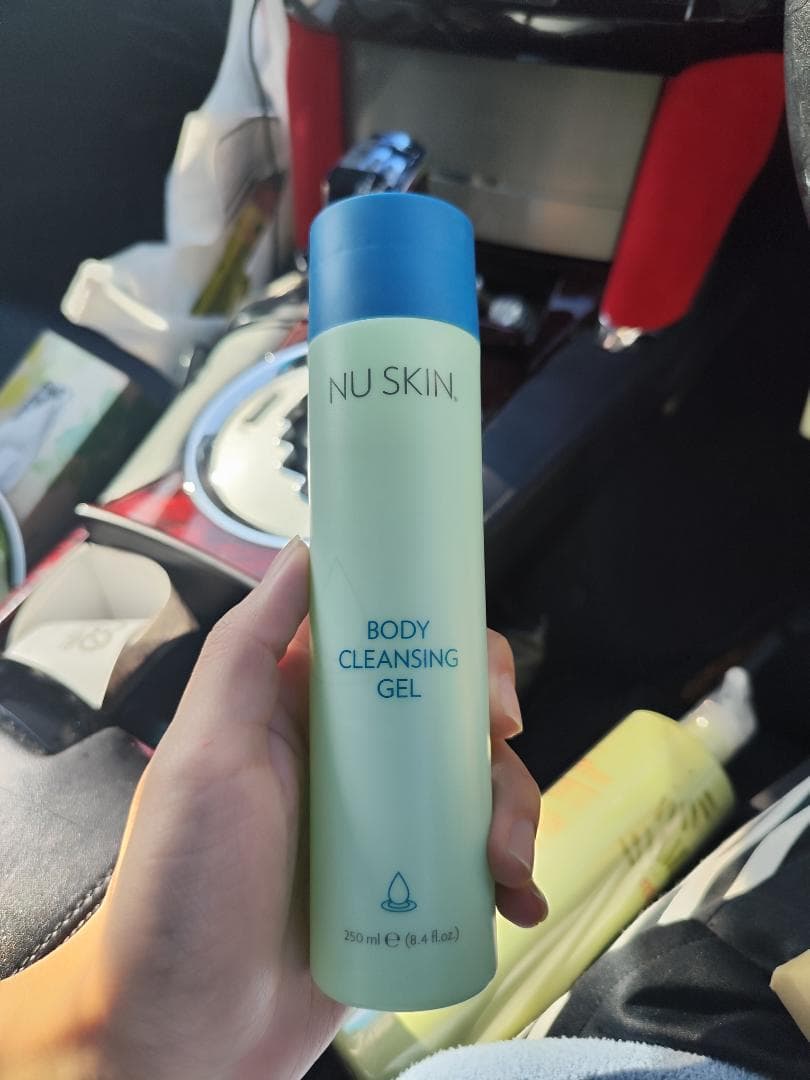 NU SKIN®
BODY
CLEANSING
GEL
250 ml ℮ (8.4 fl.oz.)